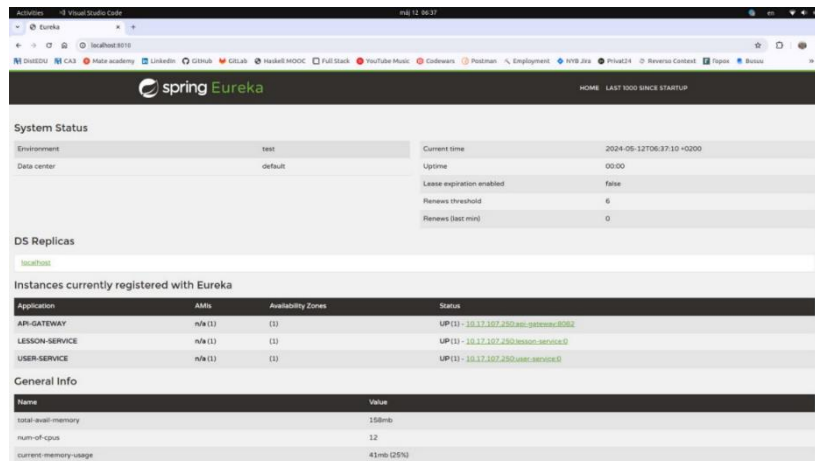 Activities Visual Studio Code máj 12 06:37 en
Eureka
localhost:8010
DistEDU CA3 Mate academy LinkedIn GitHub GitLab Haskell MOOC Full Stack YouTube Music Codewars Postman Employment NYB Jira Privat24 Reverso Context Горох Busuu
spring Eureka HOME LAST 1000 SINCE STARTUP
System Status
Environment test Current time 2024-05-12T06:37:10 +0200
Data center default Uptime 00:00
Lease expiration enabled false
Renews threshold 6
Renews (last min) 0
DS Replicas
localhost
Instances currently registered with Eureka
Application AMIs Availability Zones Status
API-GATEWAY n/a (1) (1) UP (1) - 10.17.107.250:api-gateway:8082
LESSON-SERVICE n/a (1) (1) UP (1) - 10.17.107.250:lesson-service:0
USER-SERVICE n/a (1) (1) UP (1) - 10.17.107.250:user-service:0
General Info
Name Value
total-avail-memory 158mb
num-of-cpus 12
current-memory-usage 41mb (25%)